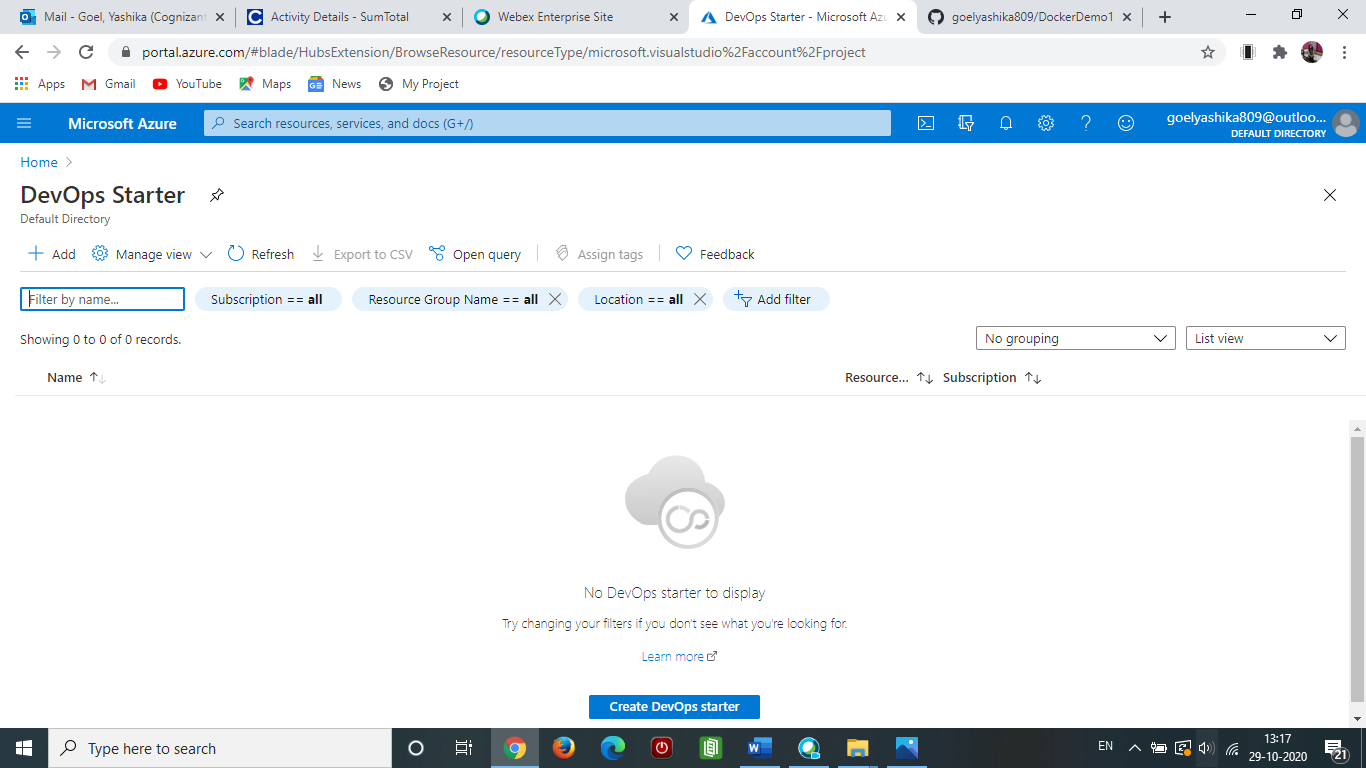 Mail - Goel, Yashika (Cognizant
Activity Details - SumTotal
Webex Enterprise Site
DevOps Starter - Microsoft Azu
goelyashika809/DockerDemo1
portal.azure.com/#blade/HubsExtension/BrowseResource/resourceType/microsoft.visualstudio%2Faccount%2Fproject
Apps
Gmail
YouTube
Maps
News
My Project
Microsoft Azure
Search resources, services, and docs (G+/)
goelyashika809@outloo...
DEFAULT DIRECTORY
Home
DevOps Starter
Default Directory
Add
Manage view
Refresh
Export to CSV
Open query
Assign tags
Feedback
Filter by name...
Subscription == all
Resource Group Name == all
Location == all
Add filter
Showing 0 to 0 of 0 records.
No grouping
List view
Name
Resource...
Subscription
No DevOps starter to display
Try changing your filters if you don't see what you're looking for.
Learn more
Create DevOps starter
Type here to search
EN
13:17
29-10-2020
21